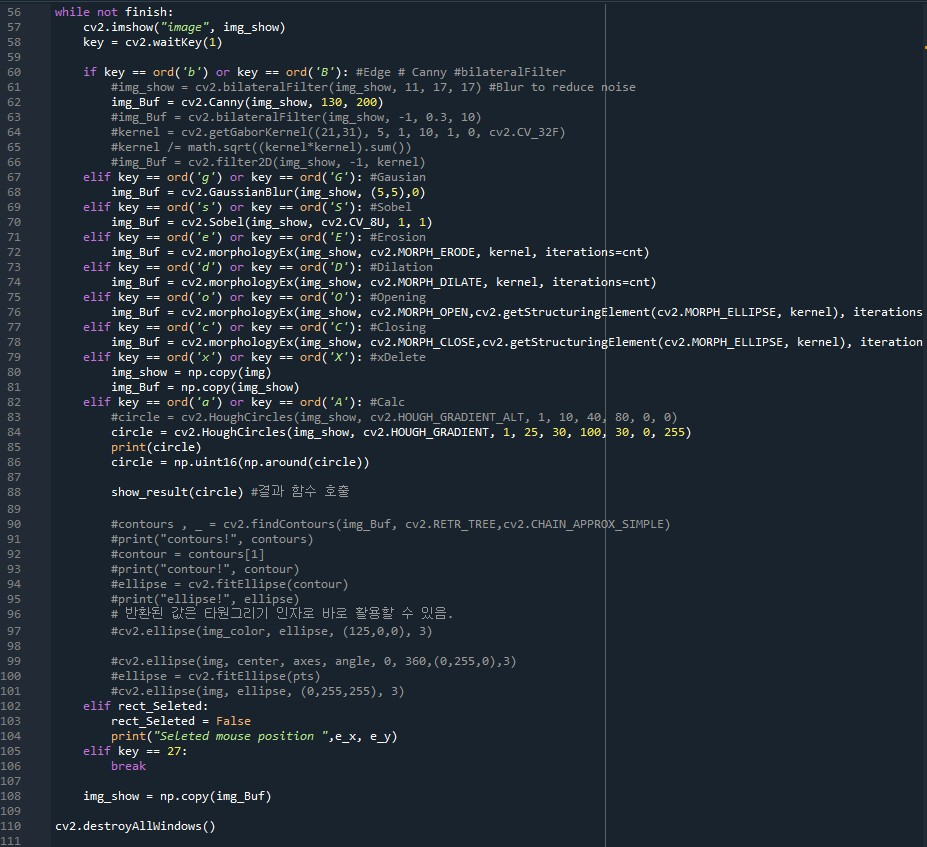 56 while not finish:
57     cv2.imshow("image", img_show)
58     key = cv2.waitKey(1)
59
60     if key == ord('b') or key == ord('B'): #Edge # Canny #bilateralFilter
61         #img_show = cv2.bilateralFilter(img_show, 11, 17, 17) #Blur to reduce noise
62         img_Buf = cv2.Canny(img_show, 130, 200)
63         #img_Buf = cv2.bilateralFilter(img_show, -1, 0.3, 10)
64         #kernel = cv2.getGaborKernel((21,31), 5, 1, 10, 1, 0, cv2.CV_32F)
65         #kernel /= math.sqrt((kernel*kernel).sum())
66         #img_Buf = cv2.filter2D(img_show, -1, kernel)
67     elif key == ord('g') or key == ord('G'): #Gausian
68         img_Buf = cv2.GaussianBlur(img_show, (5,5),0)
69     elif key == ord('s') or key == ord('S'): #Sobel
70         img_Buf = cv2.Sobel(img_show, cv2.CV_8U, 1, 1)
71     elif key == ord('e') or key == ord('E'): #Erosion
72         img_Buf = cv2.morphologyEx(img_show, cv2.MORPH_ERODE, kernel, iterations=cnt)
73     elif key == ord('d') or key == ord('D'): #Dilation
74         img_Buf = cv2.morphologyEx(img_show, cv2.MORPH_DILATE, kernel, iterations=cnt)
75     elif key == ord('o') or key == ord('O'): #Opening
76         img_Buf = cv2.morphologyEx(img_show, cv2.MORPH_OPEN,cv2.getStructuringElement(cv2.MORPH_ELLIPSE, kernel), iterations
77     elif key == ord('c') or key == ord('C'): #Closing
78         img_Buf = cv2.morphologyEx(img_show, cv2.MORPH_CLOSE,cv2.getStructuringElement(cv2.MORPH_ELLIPSE, kernel), iteration
79     elif key == ord('x') or key == ord('X'): #xDelete
80         img_show = np.copy(img)
81         img_Buf = np.copy(img_show)
82     elif key == ord('a') or key == ord('A'): #Calc
83         #circle = cv2.HoughCircles(img_show, cv2.HOUGH_GRADIENT_ALT, 1, 10, 40, 80, 0, 0)
84         circle = cv2.HoughCircles(img_show, cv2.HOUGH_GRADIENT, 1, 25, 30, 100, 30, 0, 255)
85         print(circle)
86         circle = np.uint16(np.around(circle))
87
88         show_result(circle) #결과 함수 호출
89
90         #contours , _ = cv2.findContours(img_Buf, cv2.RETR_TREE,cv2.CHAIN_APPROX_SIMPLE)
91         #print("contours!", contours)
92         #contour = contours[1]
93         #print("contour!", contour)
94         #ellipse = cv2.fitEllipse(contour)
95         #print("ellipse!", ellipse)
96         # 반환된 값은 타원그리기 인자로 바로 활용할 수 있음.
97         #cv2.ellipse(img_color, ellipse, (125,0,0), 3)
98
99         #cv2.ellipse(img, center, axes, angle, 0, 360,(0,255,0),3)
100         #ellipse = cv2.fitEllipse(pts)
101         #cv2.ellipse(img, ellipse, (0,255,255), 3)
102     elif rect_Seleted:
103         rect_Seleted = False
104         print("Seleted mouse position ",e_x, e_y)
105     elif key == 27:
106         break
107
108     img_show = np.copy(img_Buf)
109
110 cv2.destroyAllWindows()
111